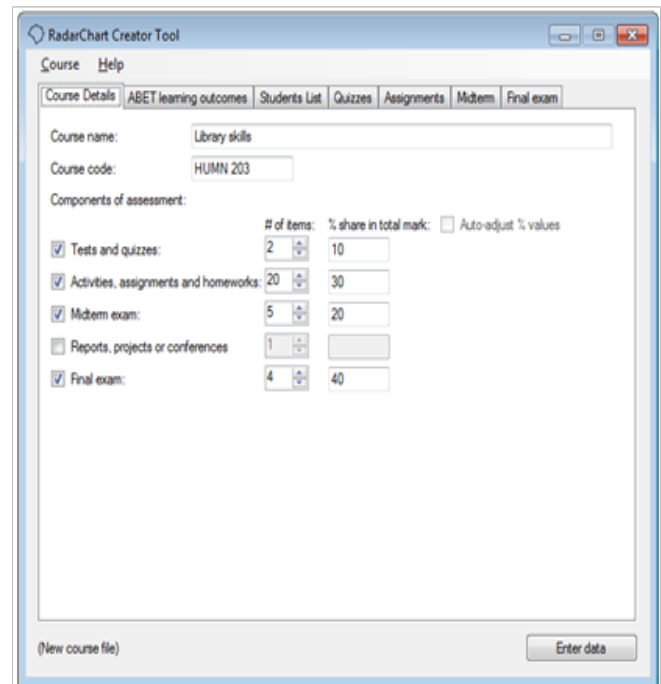 RadarChart Creator Tool
Course Help
Course Details ABET learning outcomes Students List Quizzes Assignments Midterm Final exam
Course name: Library skills
Course code: HUMN 203
Components of assessment:
# of items: % share in total mark: Auto-adjust % values
Tests and quizzes: 2 10
Activities, assignments and homeworks: 20 30
Midterm exam: 5 20
Reports, projects or conferences 1
Final exam: 4 40
(New course file) Enter data